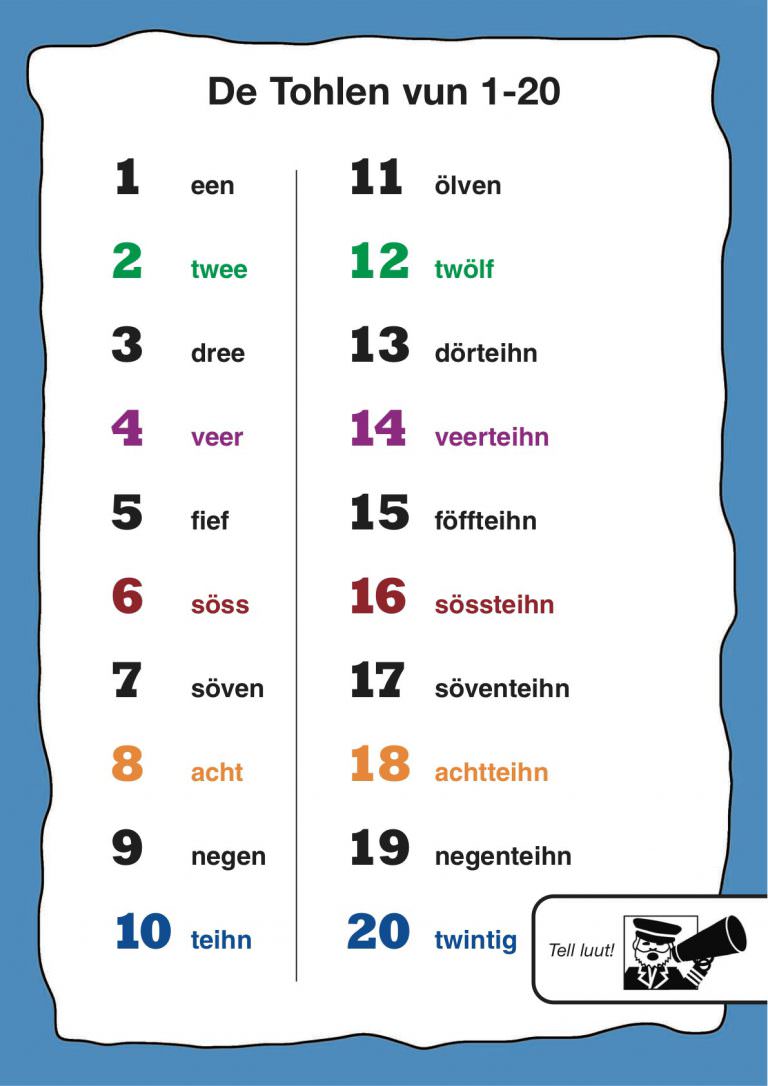 De Tohlen vun 1-20
1 een
2 twee
3 dree
4 veer
5 fief
6 söss
7 söven
8 acht
9 negen
10 teihn
11 ölven
12 twölf
13 dörteihn
14 veerteihn
15 föffteihn
16 sössteihn
17 söventeihn
18 achtteihn
19 negenteihn
20 twintig
Tell luut!